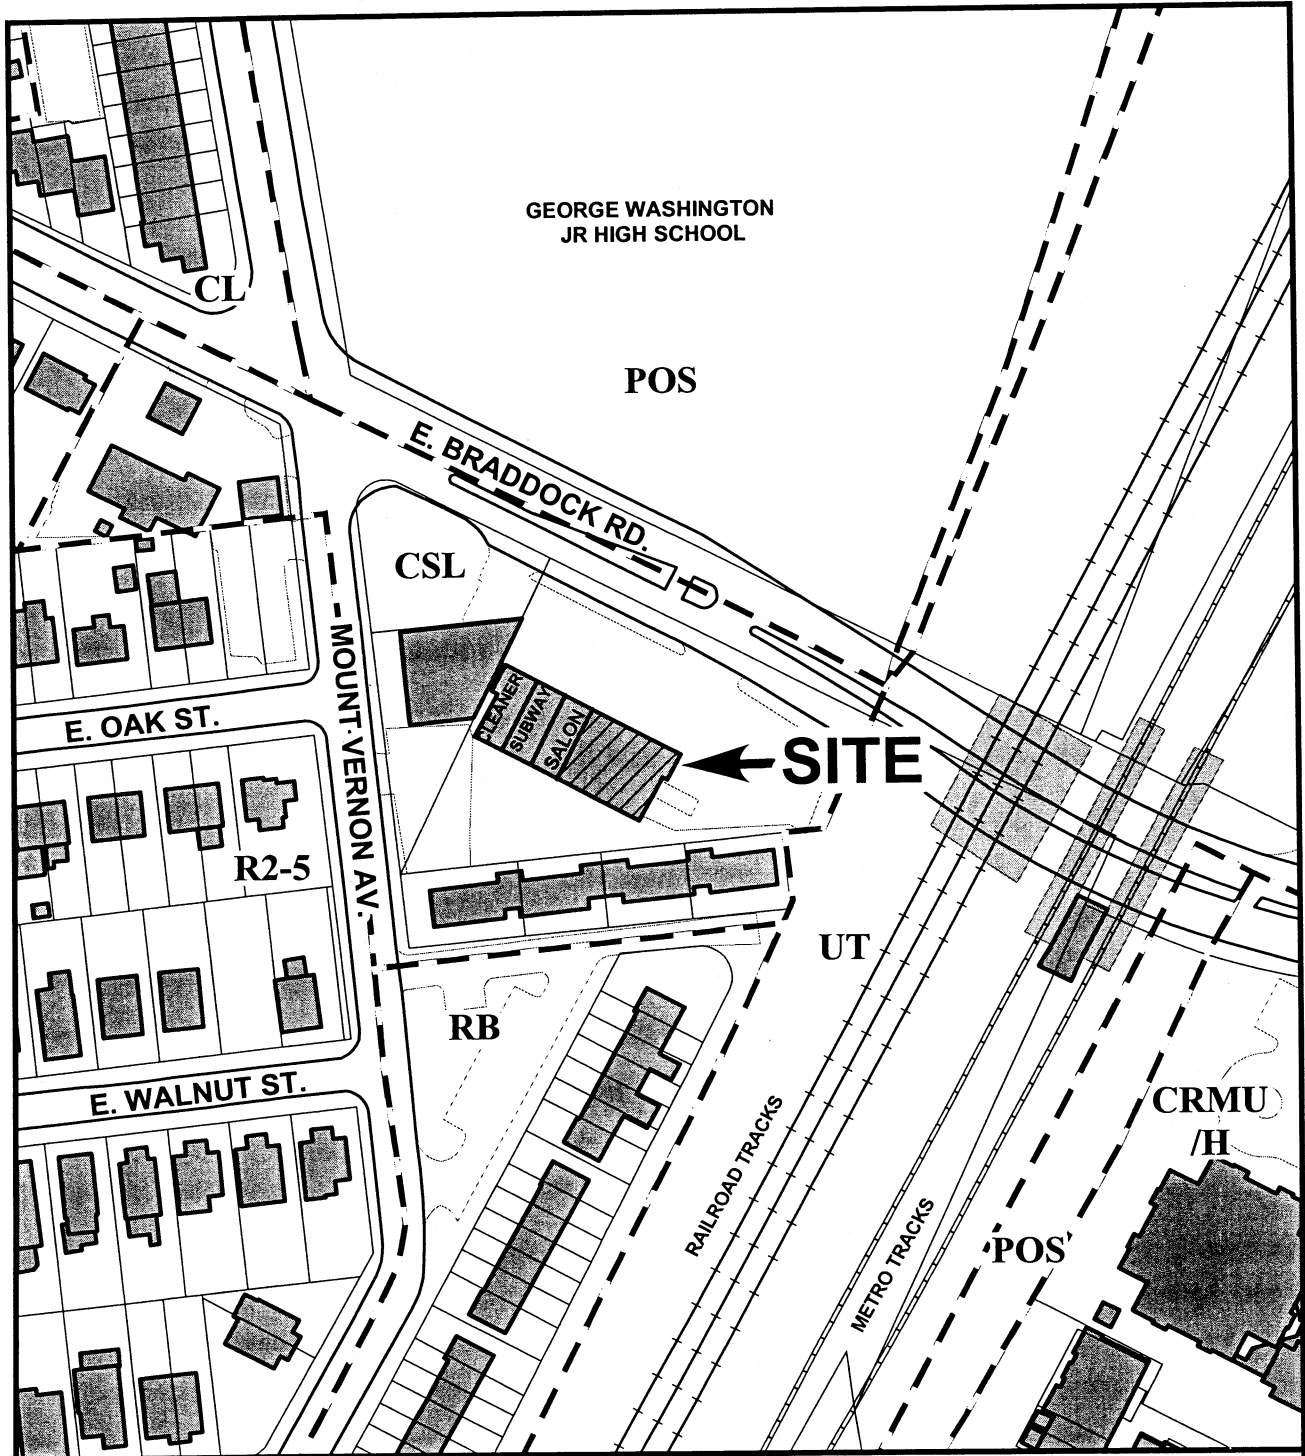 GEORGE WASHINGTON
JR HIGH SCHOOL
CL
POS
E. BRADDOCK RD.
CSL
MOUNT VERNON AV.
CLEANER
SUBWAY
SALON
SITE
E. OAK ST.
R2-5
UT
RB
E. WALNUT ST.
CRMU
/H
RAILROAD TRACKS
METRO TRACKS
POS